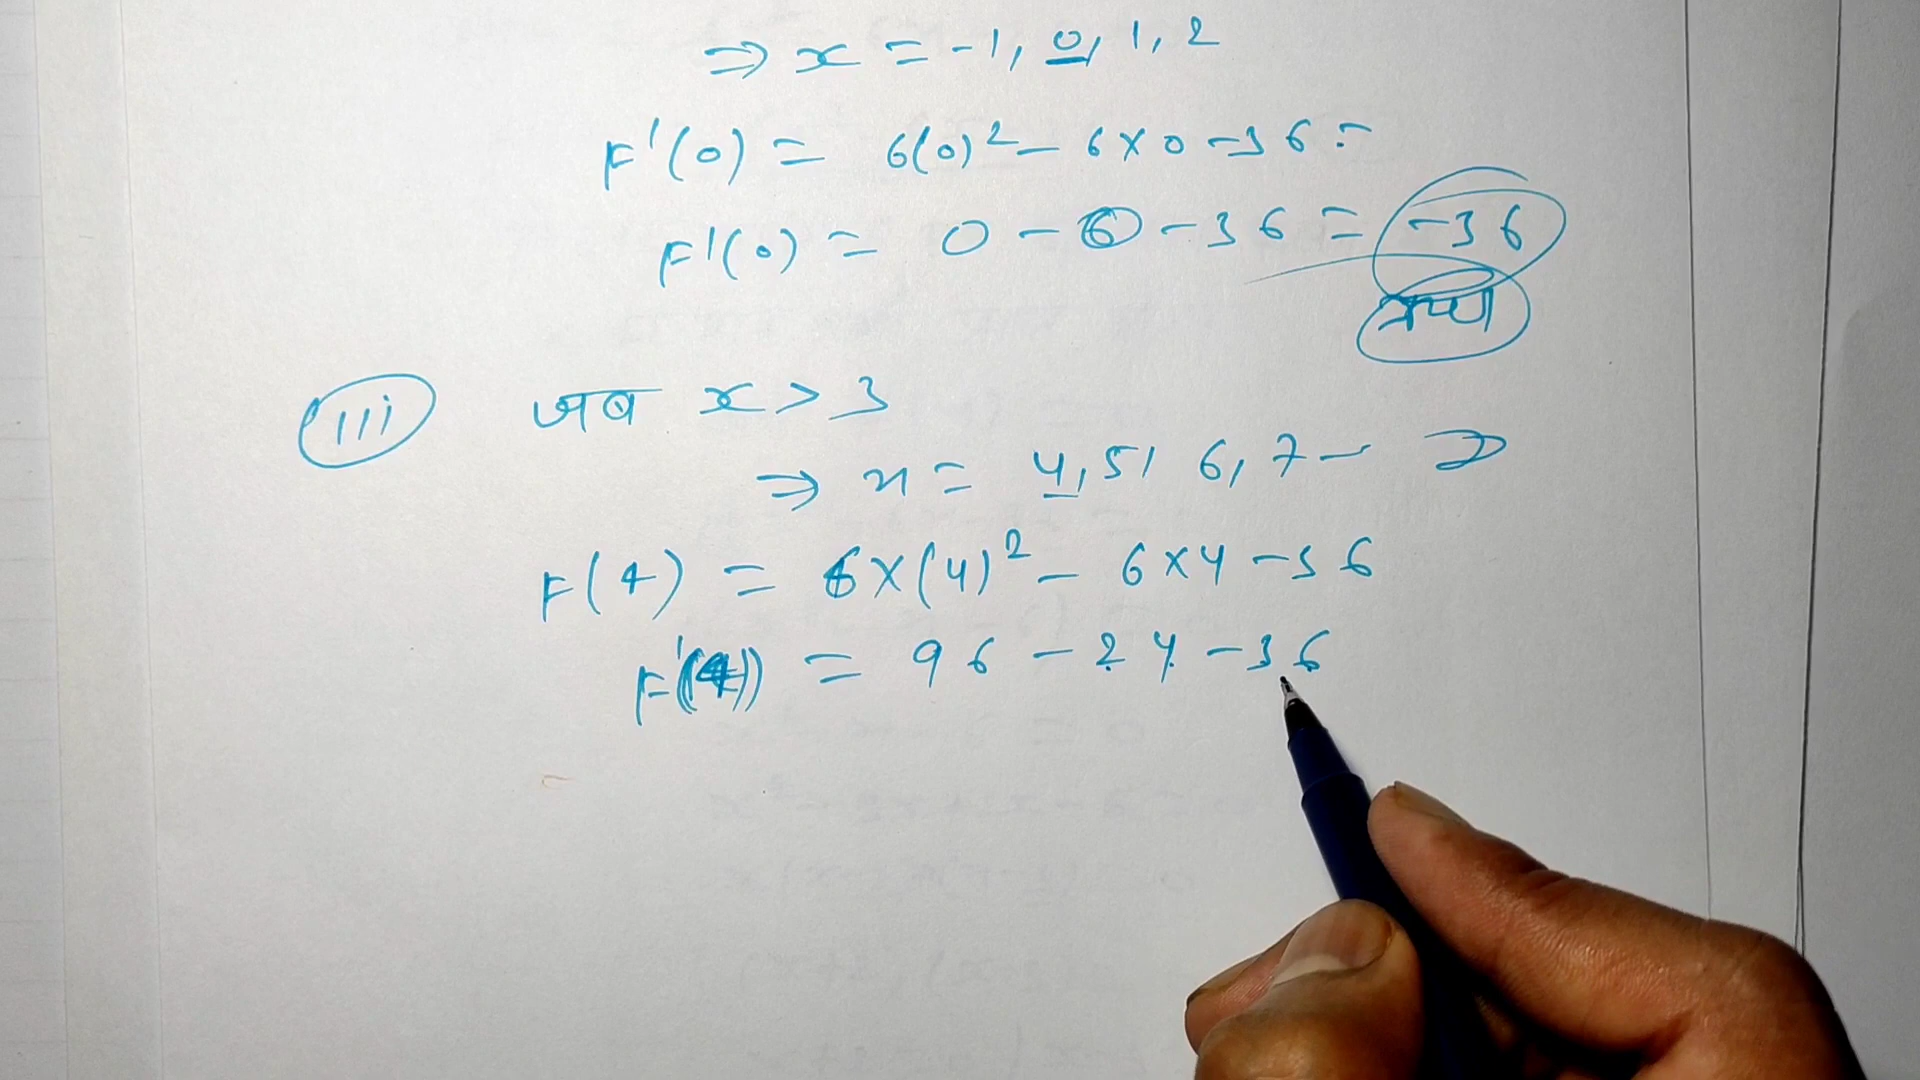 ⇒ x = -1, 0, 1, 2
F'(0) = 6(0)² - 6×0 - 36 =
F'(0) = 0 - 0 - 36 = -36
ऋण
(iii) जब x > 3
⇒ x = 4, 5, 6, 7 -
F(4) = 6×(4)² - 6×4 - 36
F'(4) = 96 - 24 - 36